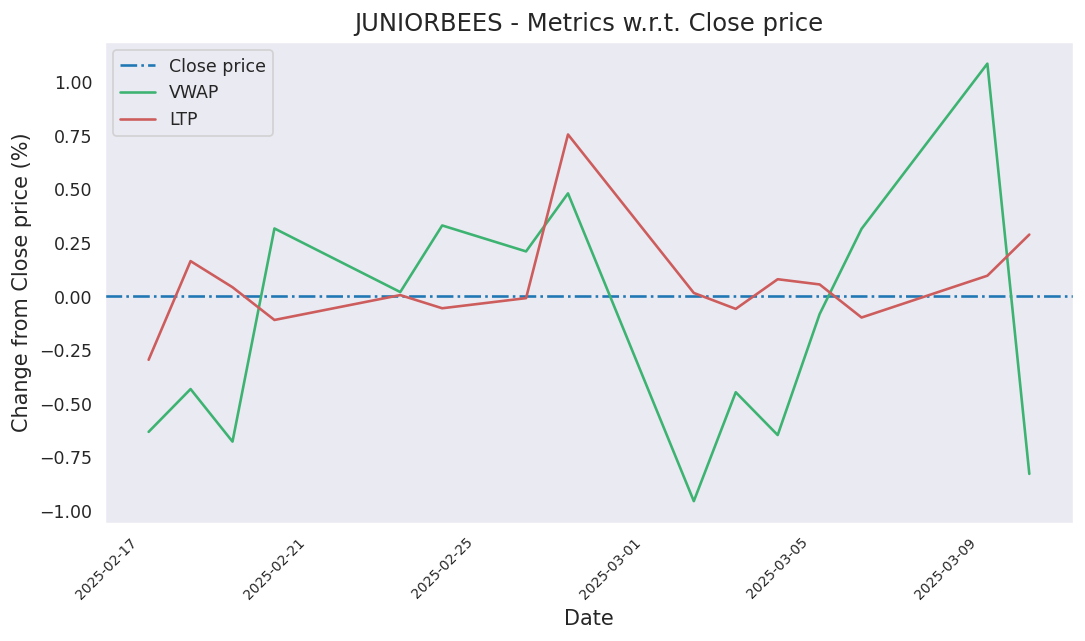 JUNIORBEES - Metrics w.r.t. Close price
Close price
VWAP
LTP
Change from Close price (%)
1.00
0.75
0.50
0.25
0.00
−0.25
−0.50
−0.75
−1.00
2025-02-17
2025-02-21
2025-02-25
2025-03-01
2025-03-05
2025-03-09
Date